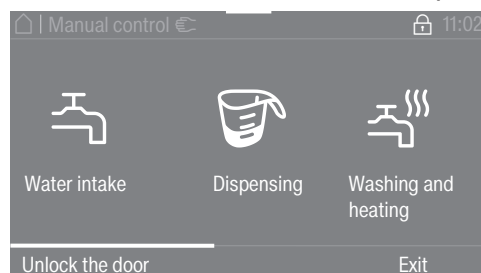 Manual control 11:02
Water intake Dispensing Washing and
heating
Unlock the door Exit